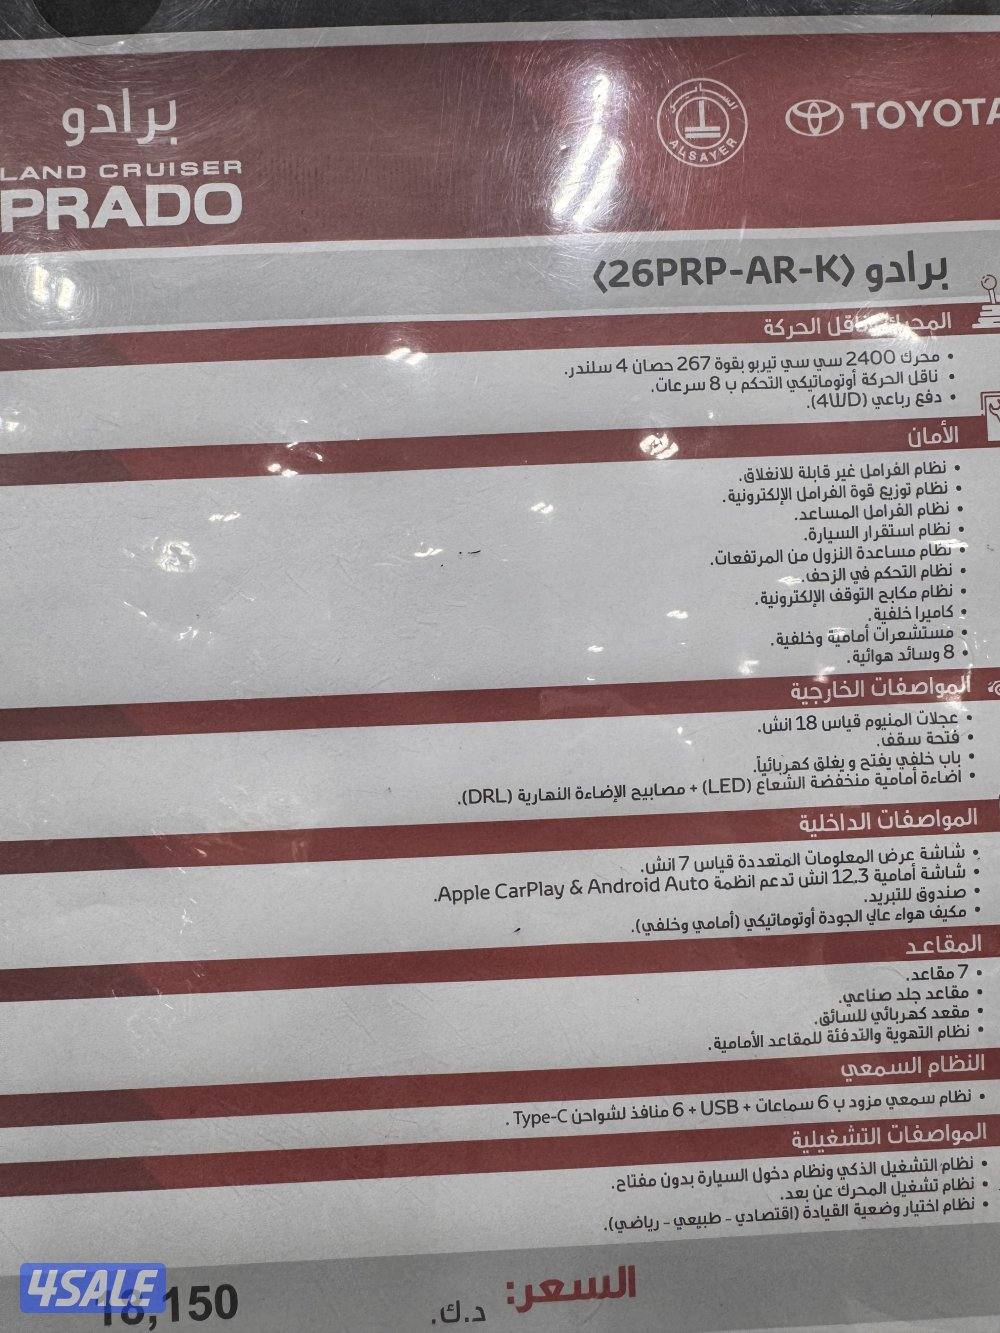 برادو
LAND CRUISER
PRADO
الساير
ALSAYER
TOYOTA
برادو (26PRP-AR-K)
المحرك وناقل الحركة
• محرك 2400 سي سي تيربو بقوة 267 حصان 4 سلندر.
• ناقل الحركة أوتوماتيكي التحكم ب 8 سرعات.
• دفع رباعي (4WD).
الأمان
• نظام الفرامل غير قابلة للانغلاق.
• نظام توزيع قوة الفرامل الإلكترونية.
• نظام الفرامل المساعد.
• نظام استقرار السيارة.
• نظام مساعدة النزول من المرتفعات.
• نظام التحكم في الزحف.
• نظام مكابح التوقف الإلكترونية.
• كاميرا خلفية.
• مستشعرات أمامية وخلفية.
• 8 وسائد هوائية.
المواصفات الخارجية
• عجلات المنيوم قياس 18 انش.
• فتحة سقف.
• باب خلفي يفتح و يغلق كهربائياً.
• اضاءة أمامية منخفضة الشعاع (LED) + مصابيح الإضاءة النهارية (DRL).
المواصفات الداخلية
• شاشة عرض المعلومات المتعددة قياس 7 انش.
• شاشة أمامية 12.3 انش تدعم انظمة Apple CarPlay & Android Auto.
• صندوق للتبريد.
• مكيف هواء عالي الجودة أوتوماتيكي (أمامي وخلفي).
المقاعد
• 7 مقاعد.
• مقاعد جلد صناعي.
• مقعد كهربائي للسائق.
• نظام التهوية والتدفئة للمقاعد الأمامية.
النظام السمعي
• نظام سمعي مزود ب 6 سماعات + USB + 6 منافذ لشواحن Type-C .
المواصفات التشغيلية
• نظام التشغيل الذكي ونظام دخول السيارة بدون مفتاح.
• نظام تشغيل المحرك عن بعد.
• نظام اختيار وضعية القيادة (اقتصادي - طبيعي - رياضي).
السعر: د.ك. 18,150
4SALE